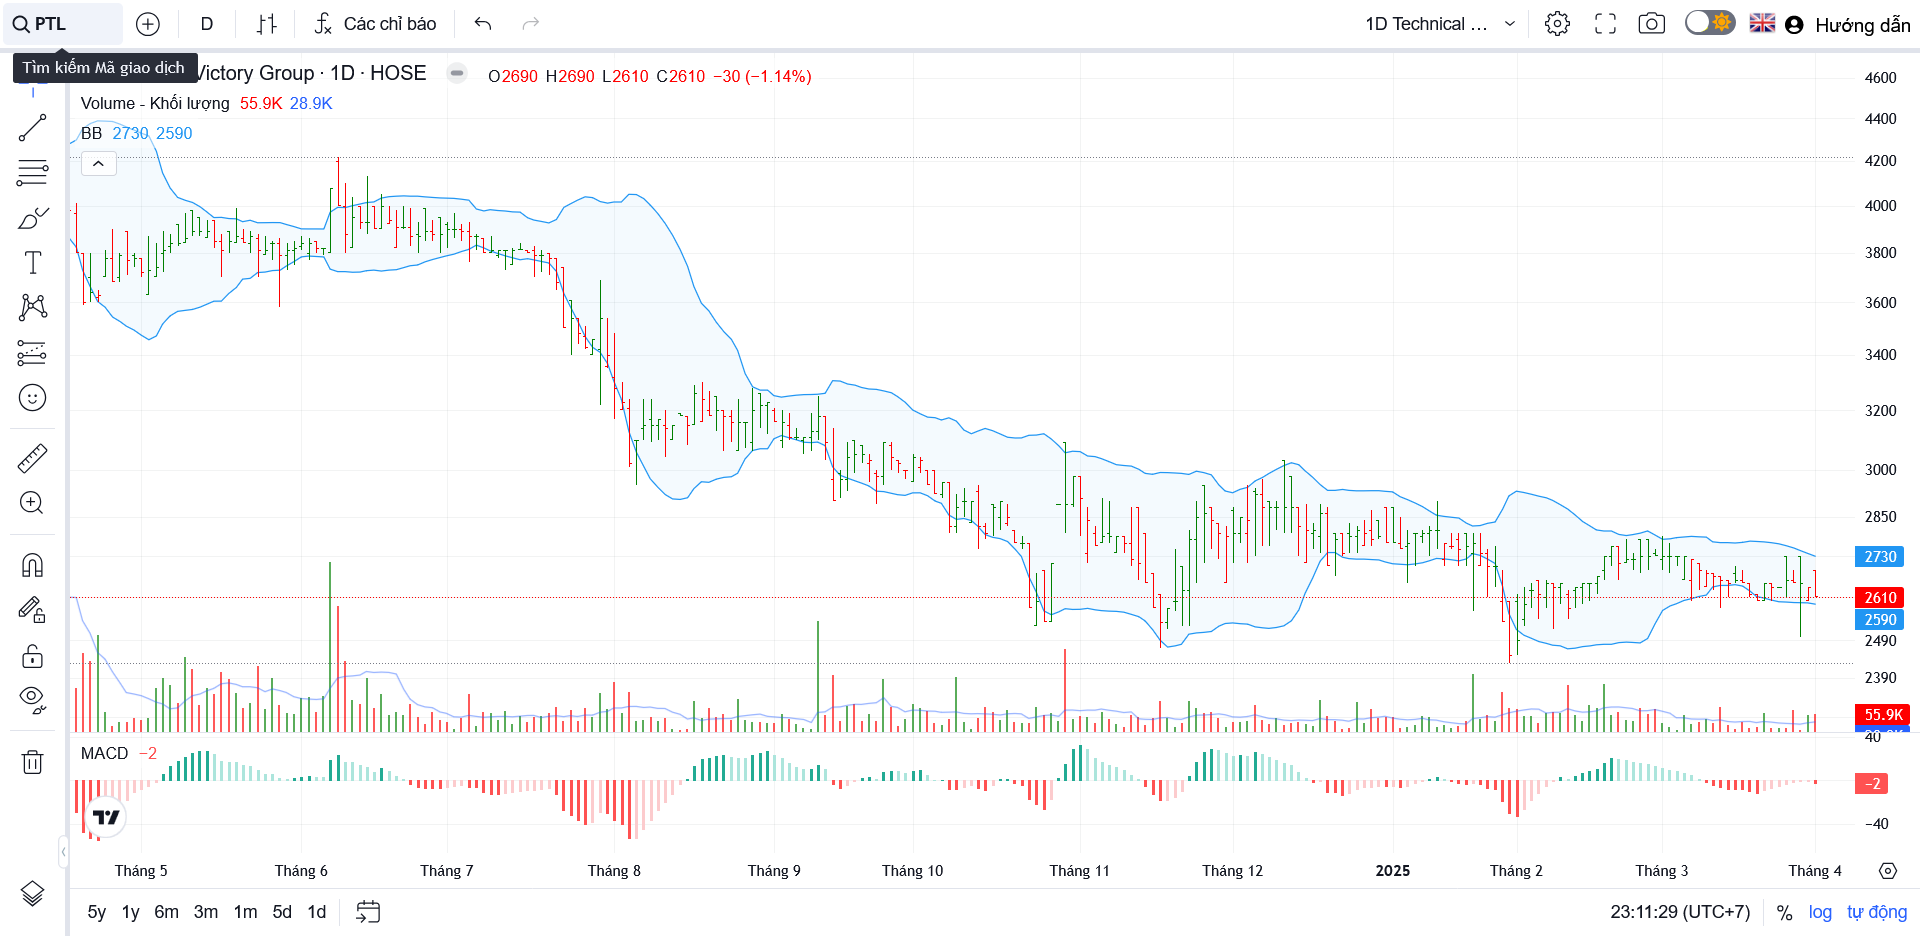 PTL
D
Các chỉ báo
1D Technical ...
Hướng dẫn
Tìm kiếm Mã giao dịch
Victory Group · 1D · HOSE
O2690 H2690 L2610 C2610 −30 (−1.14%)
Volume - Khối lượng 55.9K 28.9K
BB 2730 2590
4600
4400
4200
4000
3800
3600
3400
3200
3000
2850
2730
2610
2590
2490
2390
55.9K
40
MACD −2
−2
−40
Tháng 5 Tháng 6 Tháng 7 Tháng 8 Tháng 9 Tháng 10 Tháng 11 Tháng 12 2025 Tháng 2 Tháng 3 Tháng 4
5y 1y 6m 3m 1m 5d 1d
23:11:29 (UTC+7) % log tự động